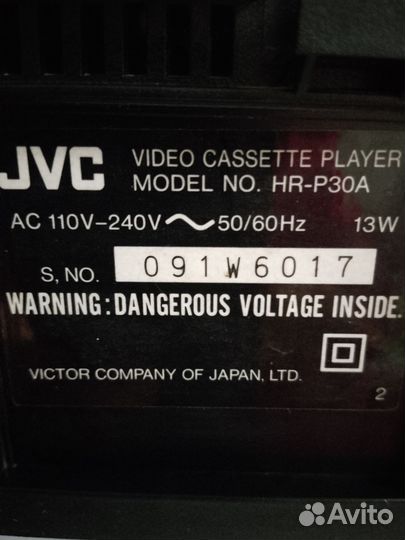 JVC VIDEO CASSETTE PLAYER
MODEL NO. HR-P30A
AC 110V-240V ~ 50/60Hz 13W
S, NO. 091W6017
WARNING: DANGEROUS VOLTAGE INSIDE.
VICTOR COMPANY OF JAPAN, LTD.
2
Avito